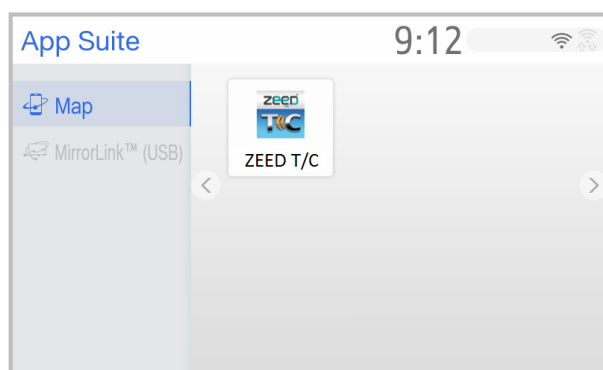 App Suite
9:12
Map
MirrorLink™ (USB)
zeed
T/C
ZEED T/C